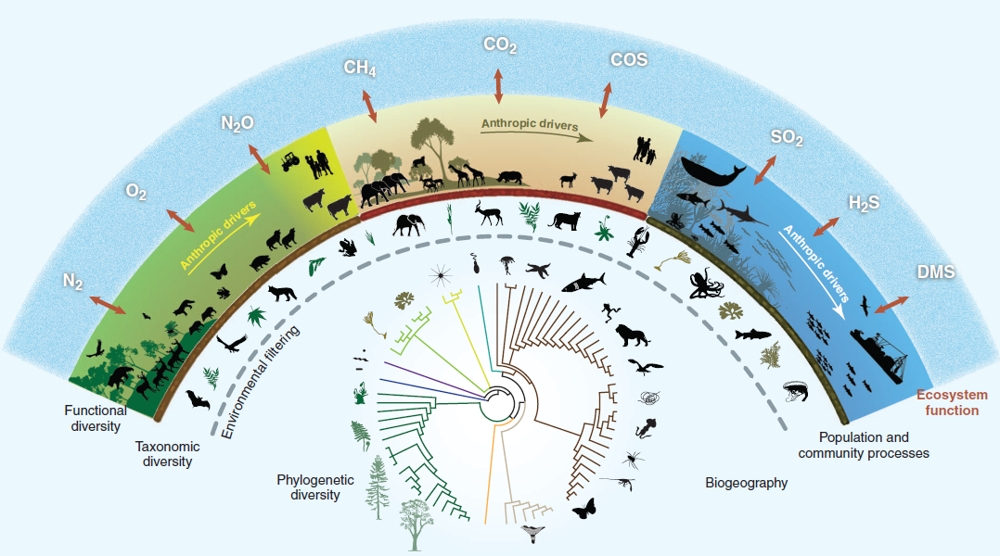 CO₂
CH₄
COS
N₂O
Anthropic drivers
SO₂
O₂
H₂S
Anthropic drivers
Anthropic drivers
N₂
DMS
Environmental filtering
Functional
diversity
Ecosystem
function
Taxonomic
diversity
Population and
community processes
Phylogenetic
diversity
Biogeography